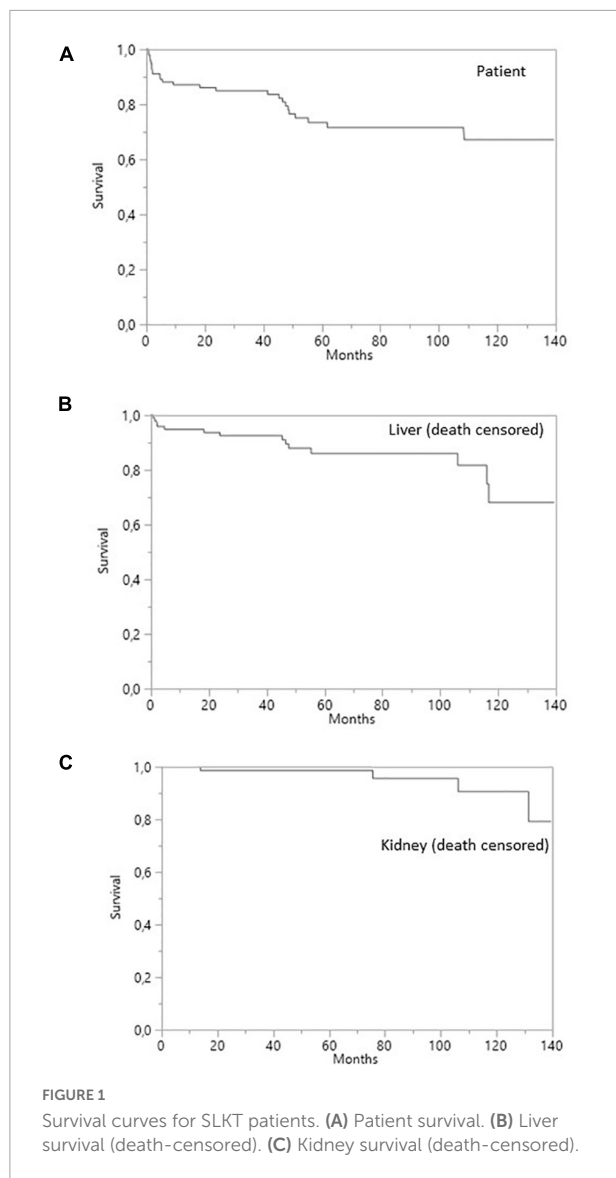 A
Patient
Survival
1,0
0,8
0,6
0,4
0,2
0,0
0 20 40 60 80 100 120 140
Months
B
Liver (death censored)
Survival
1,0
0,8
0,6
0,4
0,2
0,0
0 20 40 60 80 100 120 140
Months
C
Kidney (death censored)
Survival
1,0
0,8
0,6
0,4
0,2
0,0
0 20 40 60 80 100 120 140
Months
FIGURE 1
Survival curves for SLKT patients. (A) Patient survival. (B) Liver
survival (death-censored). (C) Kidney survival (death-censored).